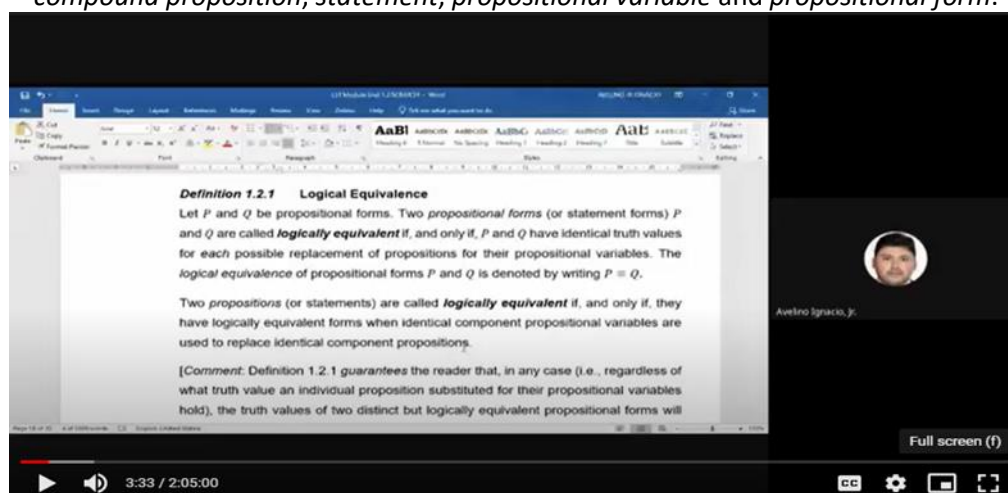 compound proposition, statement, propositional variable and propositional form.
Home
AaBl
Definition 1.2.1 Logical Equivalence
Let P and Q be propositional forms. Two propositional forms (or statement forms) P
and Q are called logically equivalent if, and only if, P and Q have identical truth values
for each possible replacement of propositions for their propositional variables. The
logical equivalence of propositional forms P and Q is denoted by writing P ≡ Q.
Two propositions (or statements) are called logically equivalent if, and only if, they
have logically equivalent forms when identical component propositional variables are
used to replace identical component propositions.
[Comment: Definition 1.2.1 guarantees the reader that, in any case (i.e., regardless of
what truth value an individual proposition substituted for their propositional variables
hold), the truth values of two distinct but logically equivalent propositional forms will
Avelino Ignacio, Jr.
Full screen (f)
3:33 / 2:05:00
CC